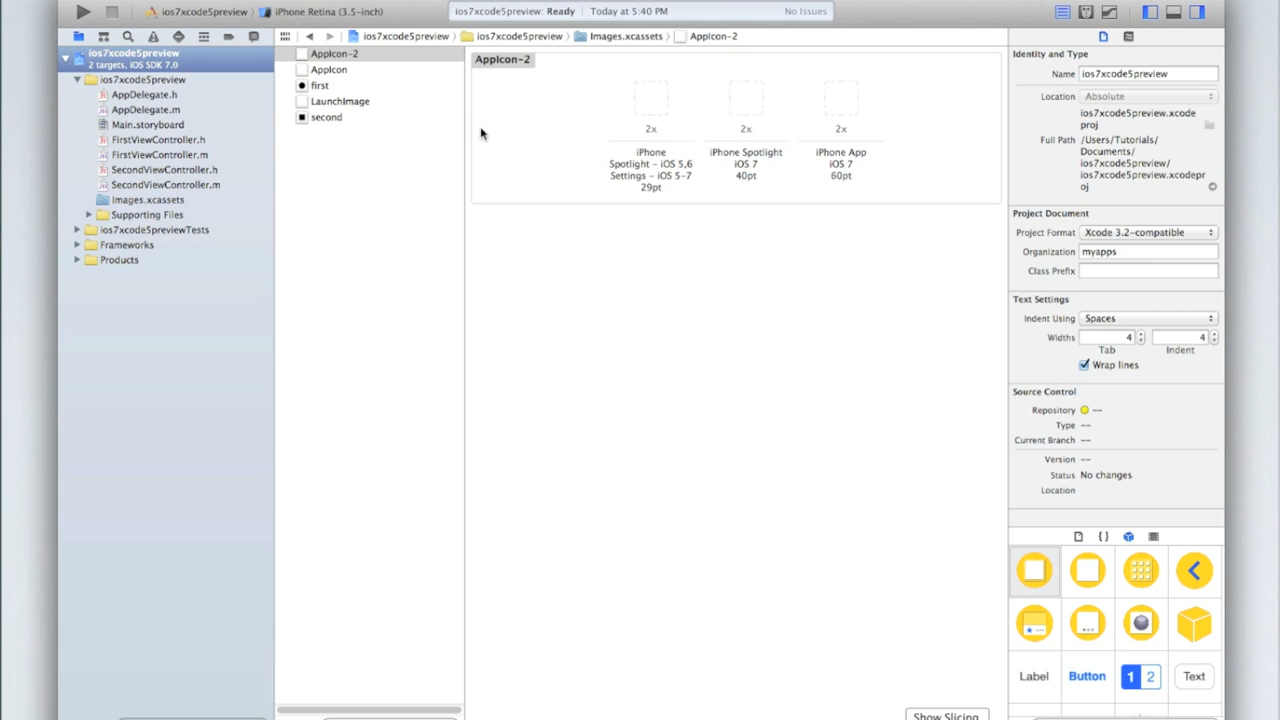 ios7xcode5preview
iPhone Retina (3.5-inch)
ios7xcode5preview: Ready
Today at 5:40 PM
No Issues
ios7xcode5preview
ios7xcode5preview
Images.xcassets
AppIcon-2
ios7xcode5preview
2 targets, iOS SDK 7.0
ios7xcode5preview
AppDelegate.h
AppDelegate.m
Main.storyboard
FirstViewController.h
FirstViewController.m
SecondViewController.h
SecondViewController.m
Images.xcassets
Supporting Files
ios7xcode5previewTests
Frameworks
Products
AppIcon-2
AppIcon
first
LaunchImage
second
AppIcon-2
2x
2x
2x
iPhone
Spotlight - iOS 5,6
Settings - iOS 5-7
29pt
iPhone Spotlight
iOS 7
40pt
iPhone App
iOS 7
60pt
Show Slicing
Identity and Type
Name ios7xcode5preview
Location Absolute
ios7xcode5preview.xcode
proj
Full Path /Users/Tutorials/
Documents/
ios7xcode5preview/
ios7xcode5preview.xcodepr
oj
Project Document
Project Format Xcode 3.2-compatible
Organization myapps
Class Prefix
Text Settings
Indent Using Spaces
Widths 4 4
Tab Indent
Wrap lines
Source Control
Repository --
Type --
Current Branch --
Version --
Status No changes
Location
{ }
Label
Button
1 2
Text